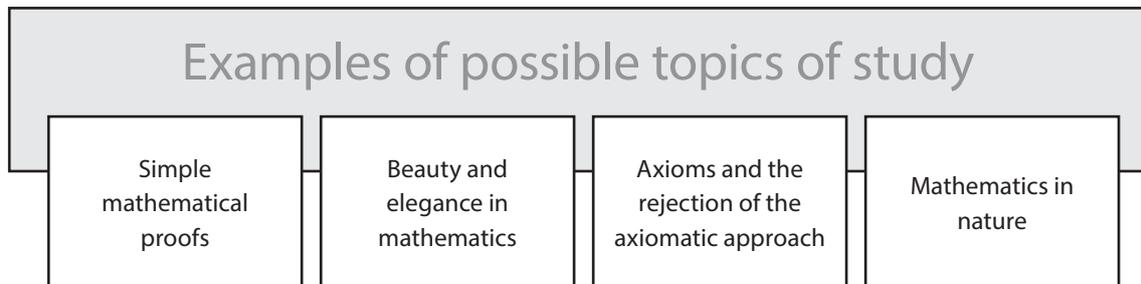 Examples of possible topics of study
Simple
mathematical
proofs
Beauty and
elegance in
mathematics
Axioms and the
rejection of the
axiomatic approach
Mathematics in
nature